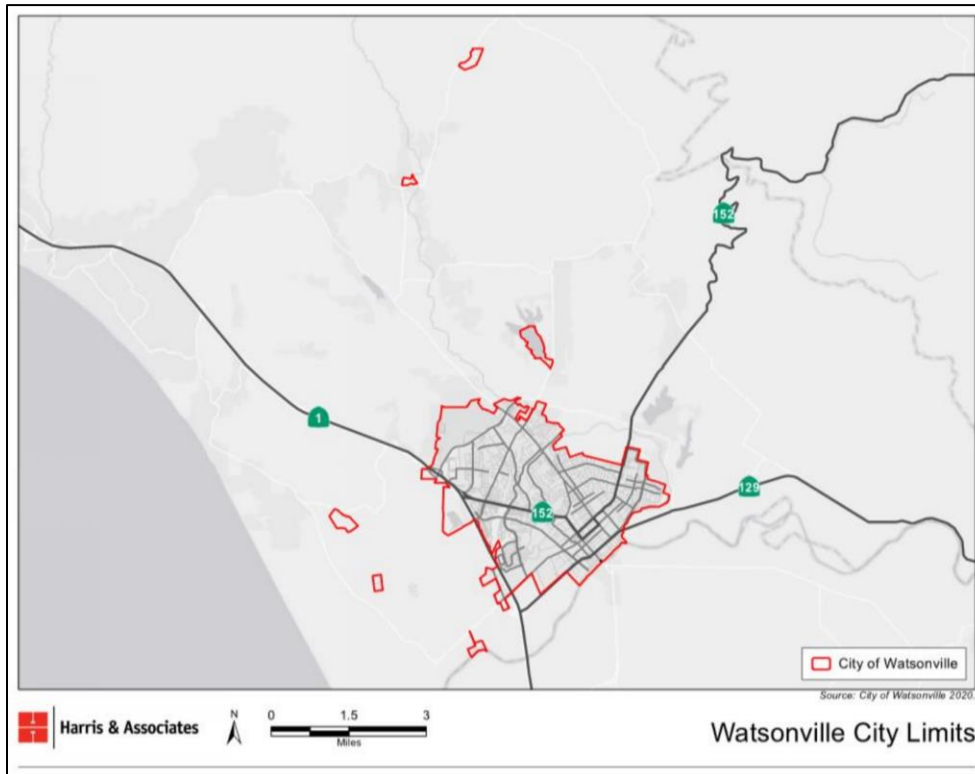 152
1
129
152
City of Watsonville
Source: City of Watsonville 2020.
Harris & Associates
N
0 1.5 3
Miles
Watsonville City Limits